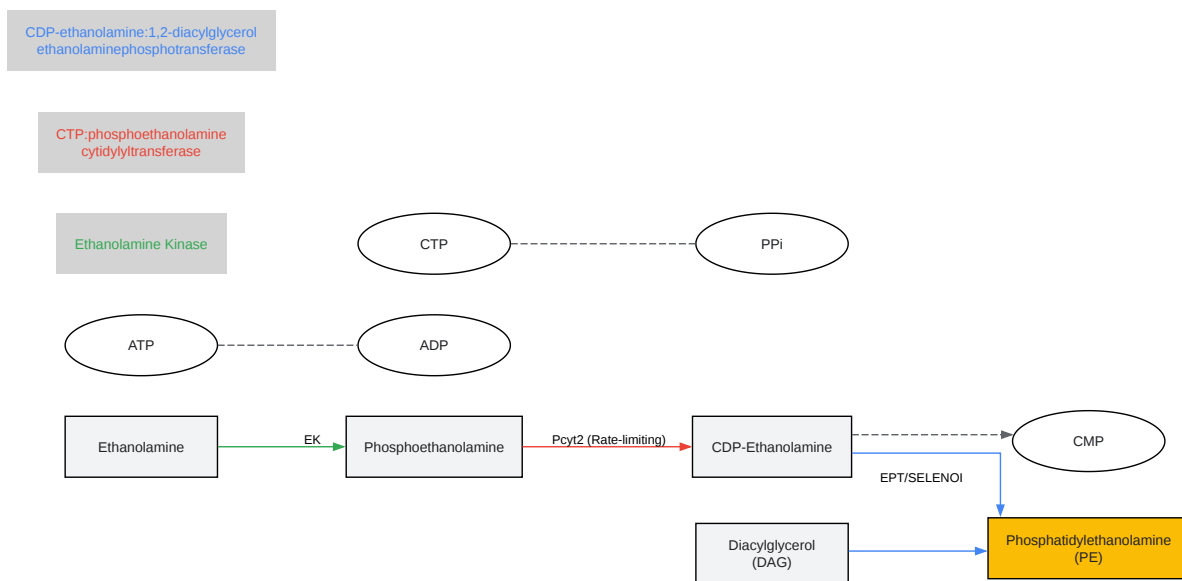 CDP-ethanolamine:1,2-diacylglycerol
ethanolaminephosphotransferase
CTP:phosphoethanolamine
cytidylyltransferase
Ethanolamine Kinase
CTP
PPi
ATP
ADP
Ethanolamine
EK
Phosphoethanolamine
Pcyt2 (Rate-limiting)
CDP-Ethanolamine
CMP
EPT/SELENOI
Diacylglycerol
(DAG)
Phosphatidylethanolamine
(PE)